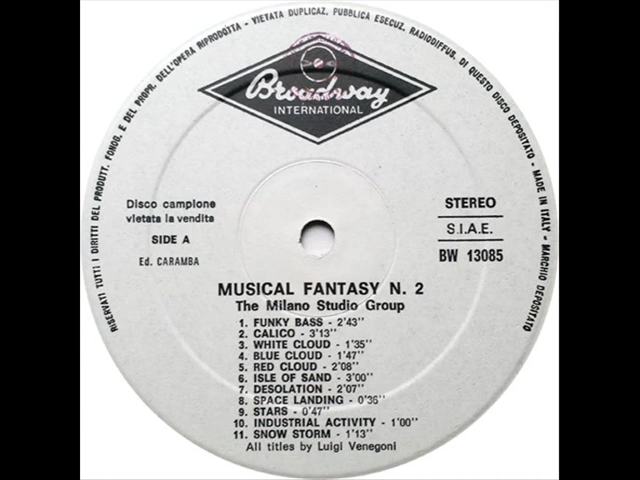 RISERVATI TUTTI I DIRITTI DEL PRODUTT. FONOG. E DEL PROPR. DELL'OPERA RIPRODOTTA - VIETATA DUPLICAZ. PUBBLICA ESECUZ. RADIODIFFUS. DI QUESTO DISCO DEPOSITATO - MADE IN ITALY - MARCHIO DEPOSITATO
Broadway
INTERNATIONAL
Disco campione
vietata la vendita
SIDE A
Ed. CARAMBA
STEREO
S.I.A.E.
BW 13085
MUSICAL FANTASY N. 2
The Milano Studio Group
1. FUNKY BASS - 2'43"
2. CALICO - 3'13"
3. WHITE CLOUD - 1'35"
4. BLUE CLOUD - 1'47"
5. RED CLOUD - 2'08"
6. ISLE OF SAND - 3'00"
7. DESOLATION - 2'07"
8. SPACE LANDING - 0'36"
9. STARS - 0'47"
10. INDUSTRIAL ACTIVITY - 1'00"
11. SNOW STORM - 1'13"
All titles by Luigi Venegoni